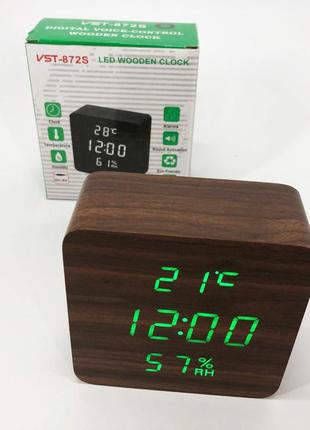 VST-872S
DIGITAL VOICE-CONTROL
WOODEN CLOCK
VST-872S
LED WOODEN CLOCK
Clock
Temperature
Humidity
28°C
12:00
61%
Alarms
Sound Activation
Eco-Friendly
21°C
12:00
57%
RH